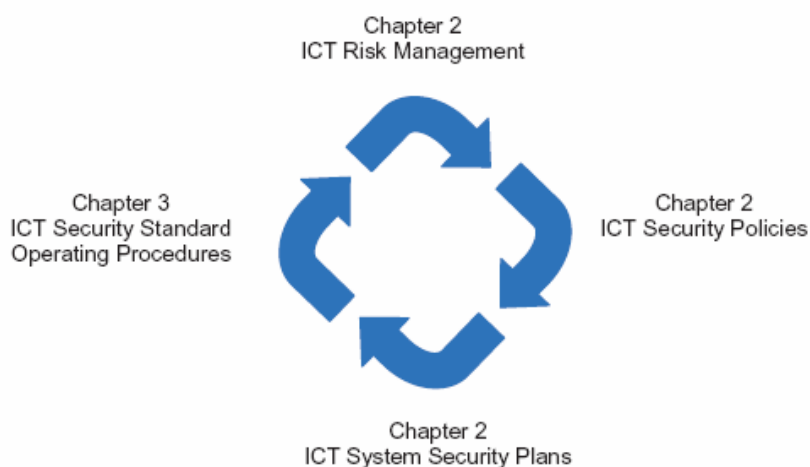 Chapter 2
ICT Risk Management
Chapter 3
ICT Security Standard
Operating Procedures
Chapter 2
ICT Security Policies
Chapter 2
ICT System Security Plans